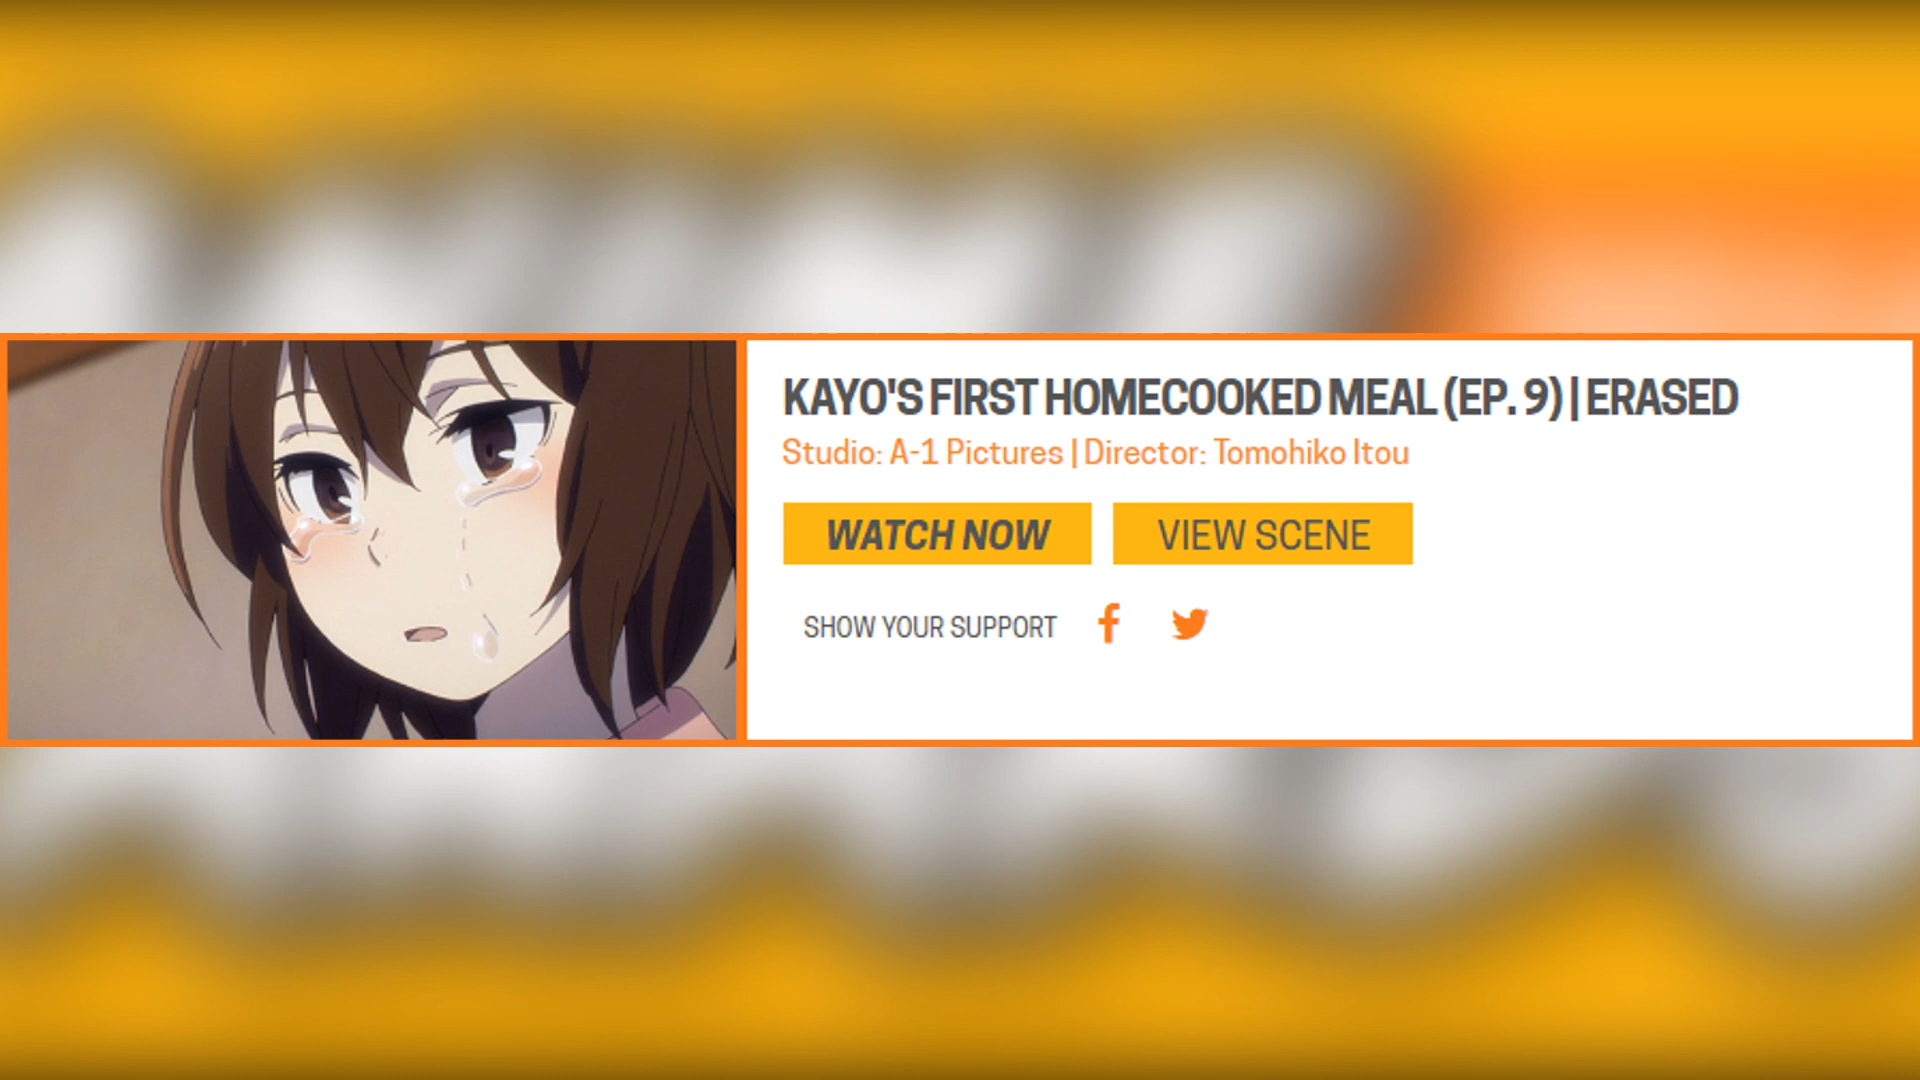 KAYO'S FIRST HOMECOOKED MEAL (EP. 9) | ERASED
Studio: A-1 Pictures | Director: Tomohiko Itou
WATCH NOW
VIEW SCENE
SHOW YOUR SUPPORT